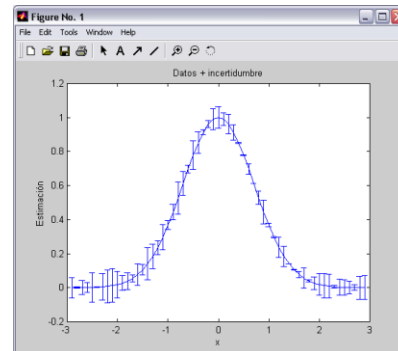 Figure No. 1
File Edit Tools Window Help
A
Datos + incertidumbre
1.2
1
0.8
0.6
0.4
0.2
0
-0.2
Estimación
-3 -2 -1 0 1 2 3
x